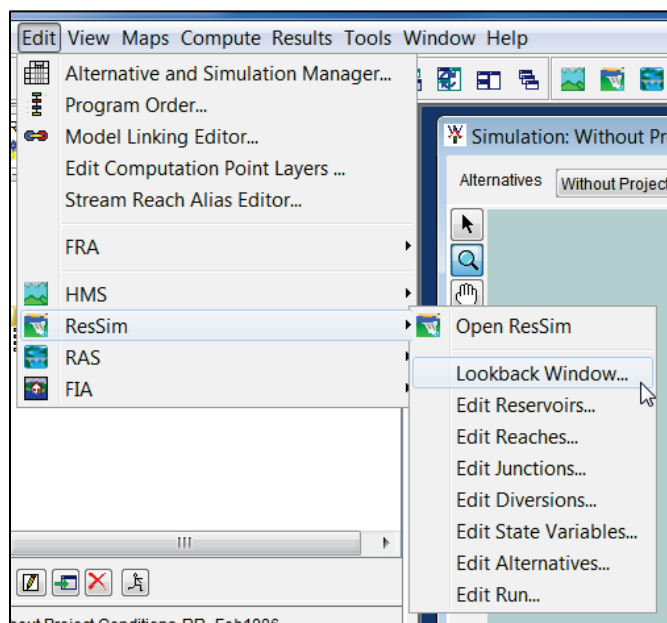 Edit View Maps Compute Results Tools Window Help
Alternative and Simulation Manager...
Program Order...
Model Linking Editor...
Edit Computation Point Layers ...
Stream Reach Alias Editor...
FRA
HMS
ResSim
RAS
FIA
Simulation: Without Pr
Alternatives Without Project
Open ResSim
Lookback Window...
Edit Reservoirs...
Edit Reaches...
Edit Junctions...
Edit Diversions...
Edit State Variables...
Edit Alternatives...
Edit Run...